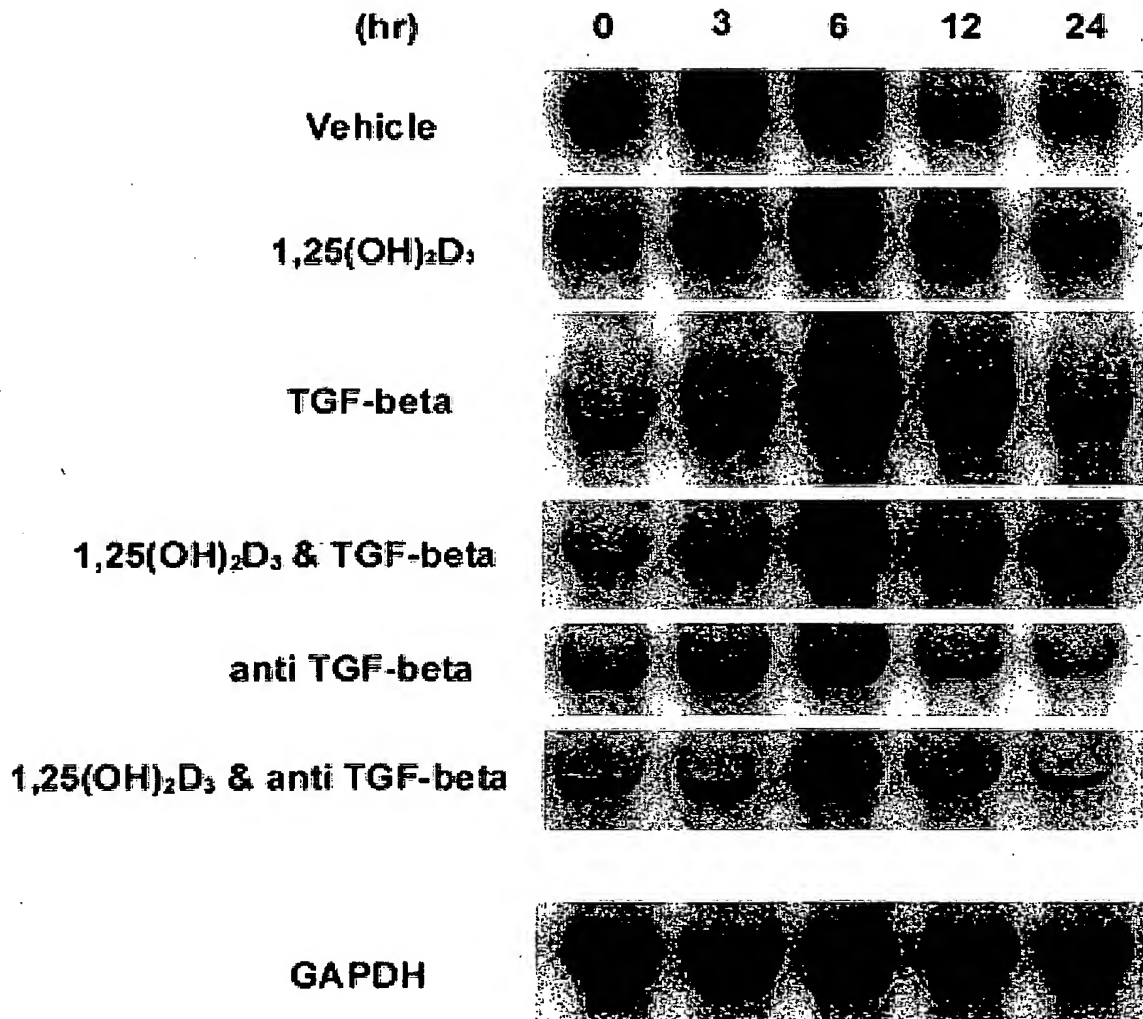 (hr) 0 3 6 12 24
Vehicle
1,25(OH)₂D₃
TGF-beta
1,25(OH)₂D₃ & TGF-beta
anti TGF-beta
1,25(OH)₂D₃ & anti TGF-beta
GAPDH